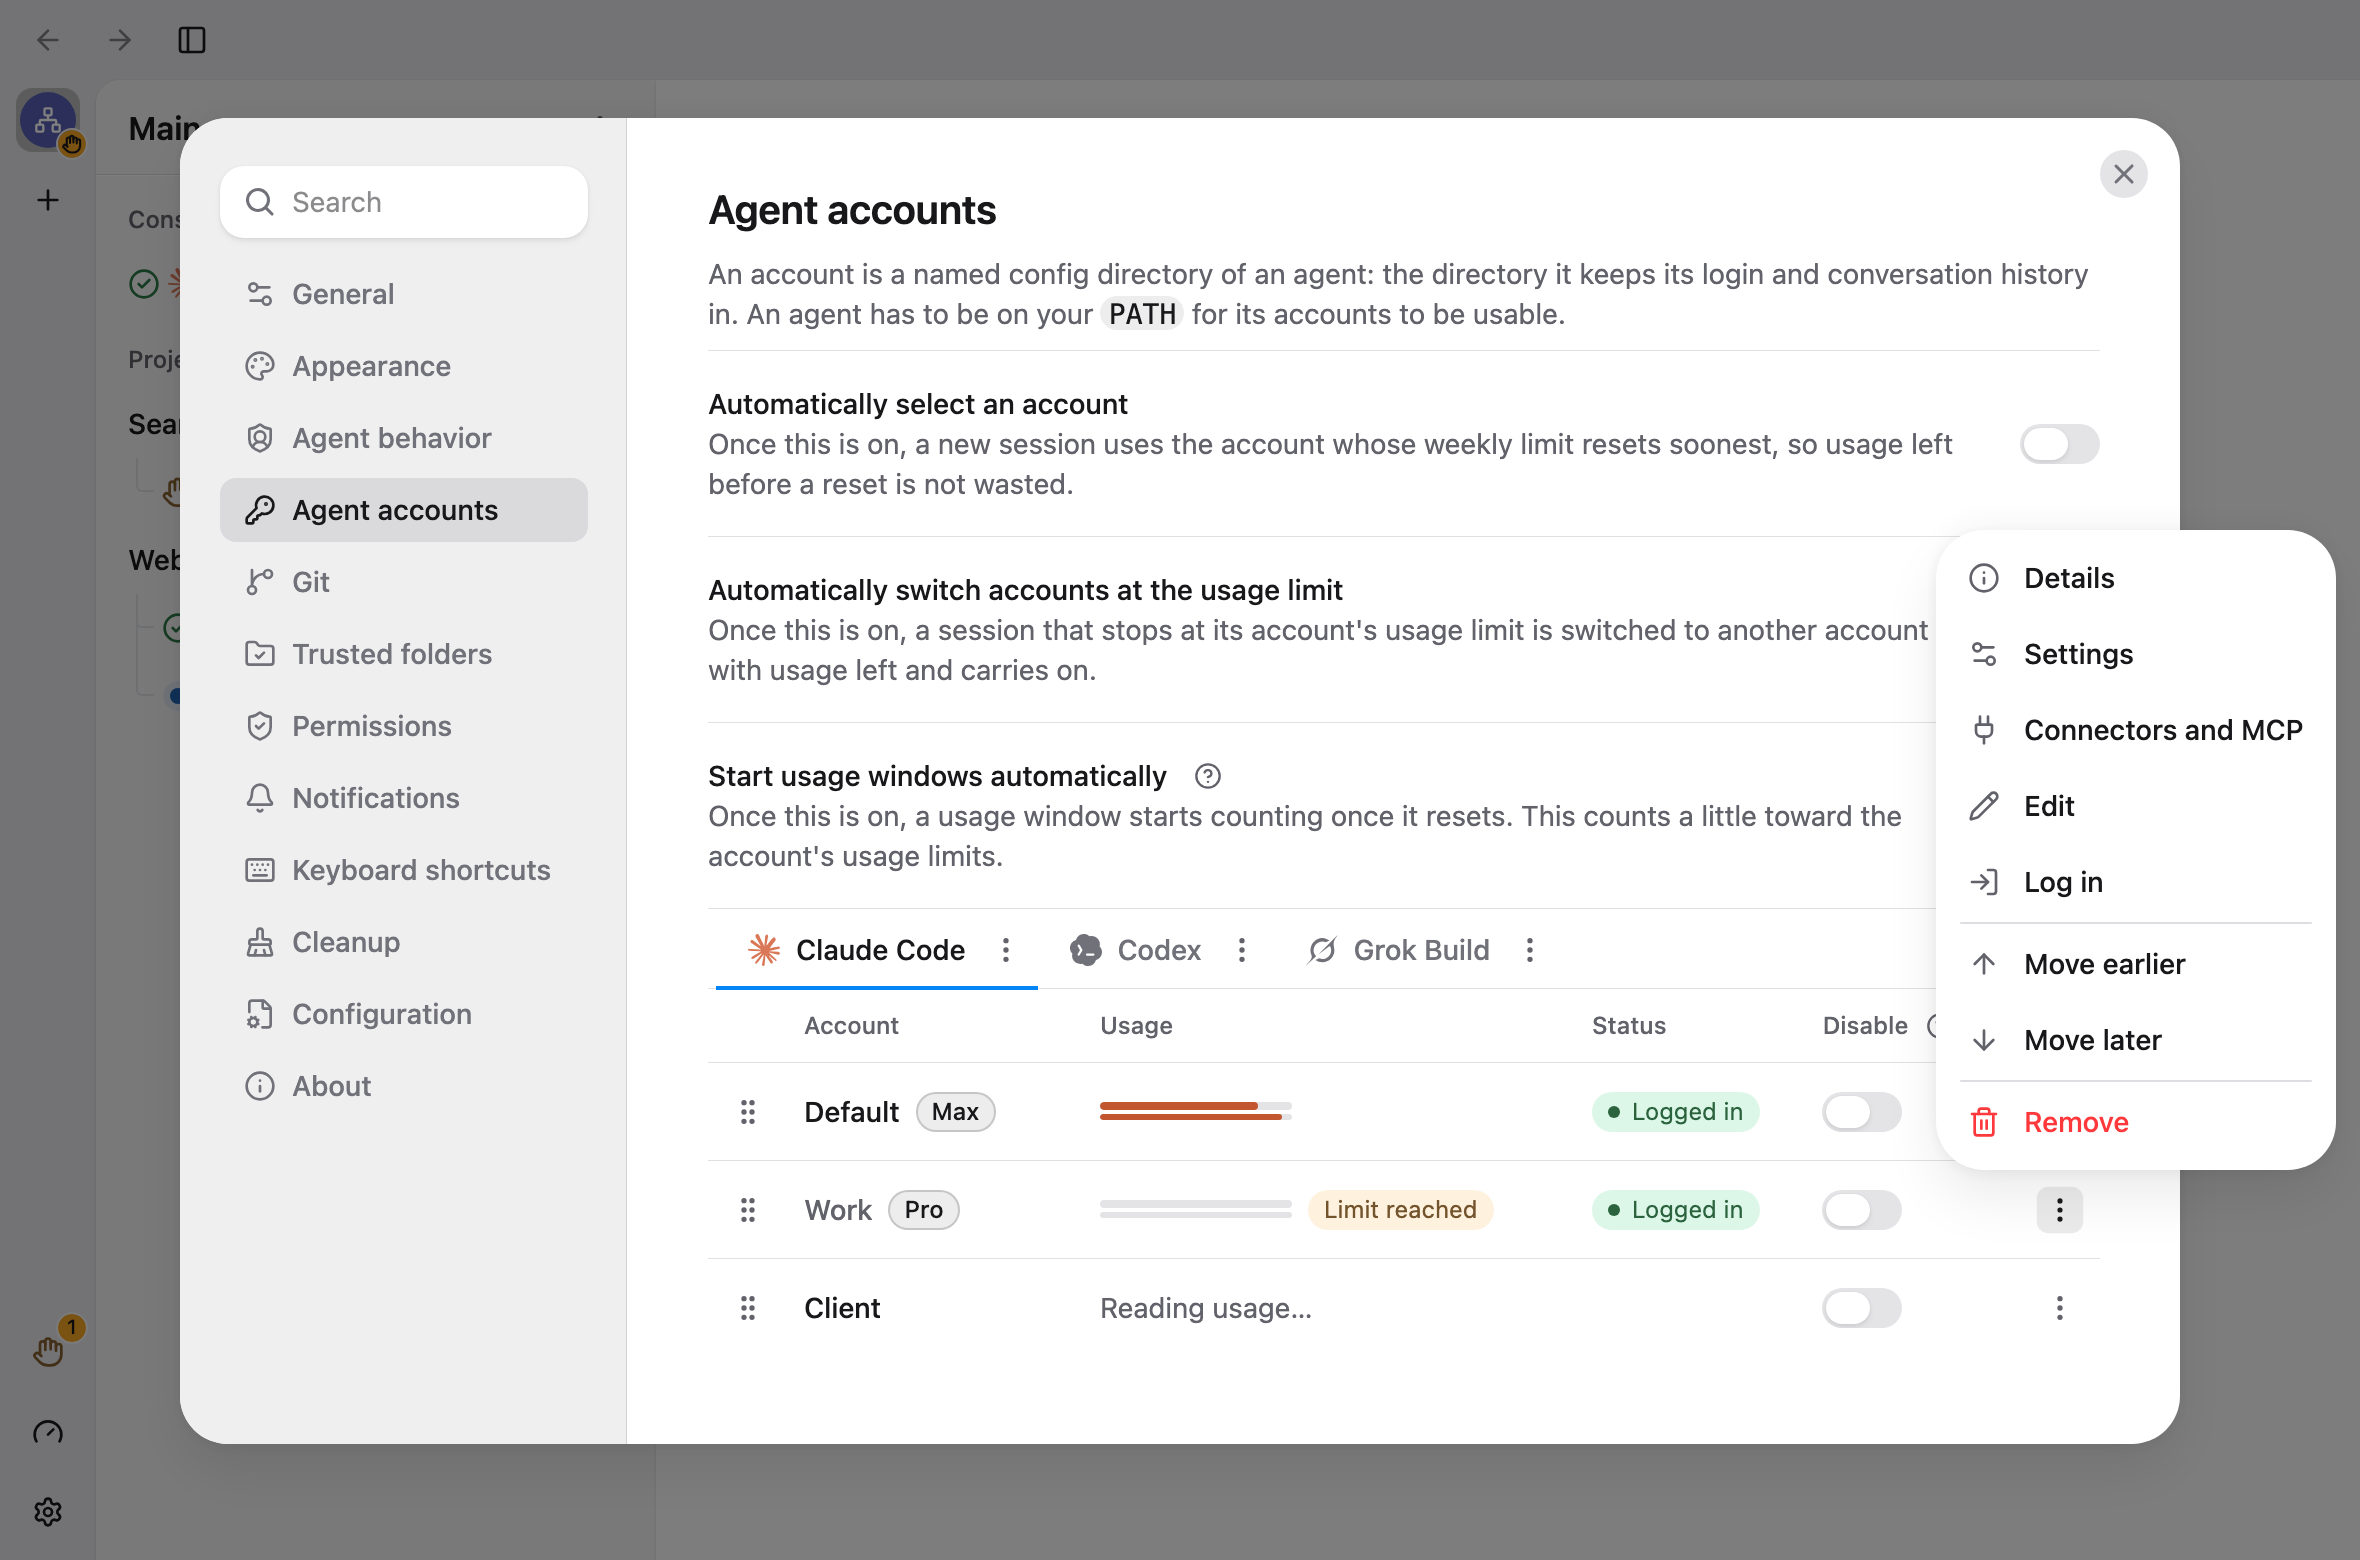 Main
Search
General
Appearance
Agent behavior
Agent accounts
Git
Trusted folders
Permissions
Notifications
Keyboard shortcuts
Cleanup
Configuration
About
1
Agent accounts
An account is a named config directory of an agent: the directory it keeps its login and conversation history
in. An agent has to be on your PATH for its accounts to be usable.
Automatically select an account
Once this is on, a new session uses the account whose weekly limit resets soonest, so usage left
before a reset is not wasted.
Automatically switch accounts at the usage limit
Once this is on, a session that stops at its account's usage limit is switched to another account
with usage left and carries on.
Start usage windows automatically
Once this is on, a usage window starts counting once it resets. This counts a little toward the
account's usage limits.
Claude Code Codex Grok Build
Account Usage Status Disable
Default Max Logged in
Work Pro Limit reached Logged in
Client Reading usage...
Details
Settings
Connectors and MCP
Edit
Log in
Move earlier
Move later
Remove